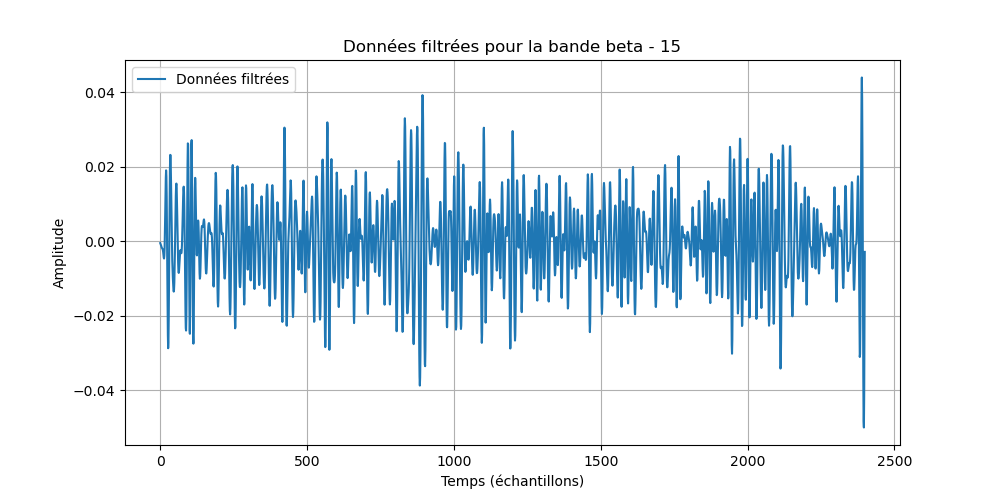 Données filtrées pour la bande beta - 15
Données filtrées
0.04
0.02
0.00
−0.02
−0.04
Amplitude
0
500
1000
1500
2000
2500
Temps (échantillons)